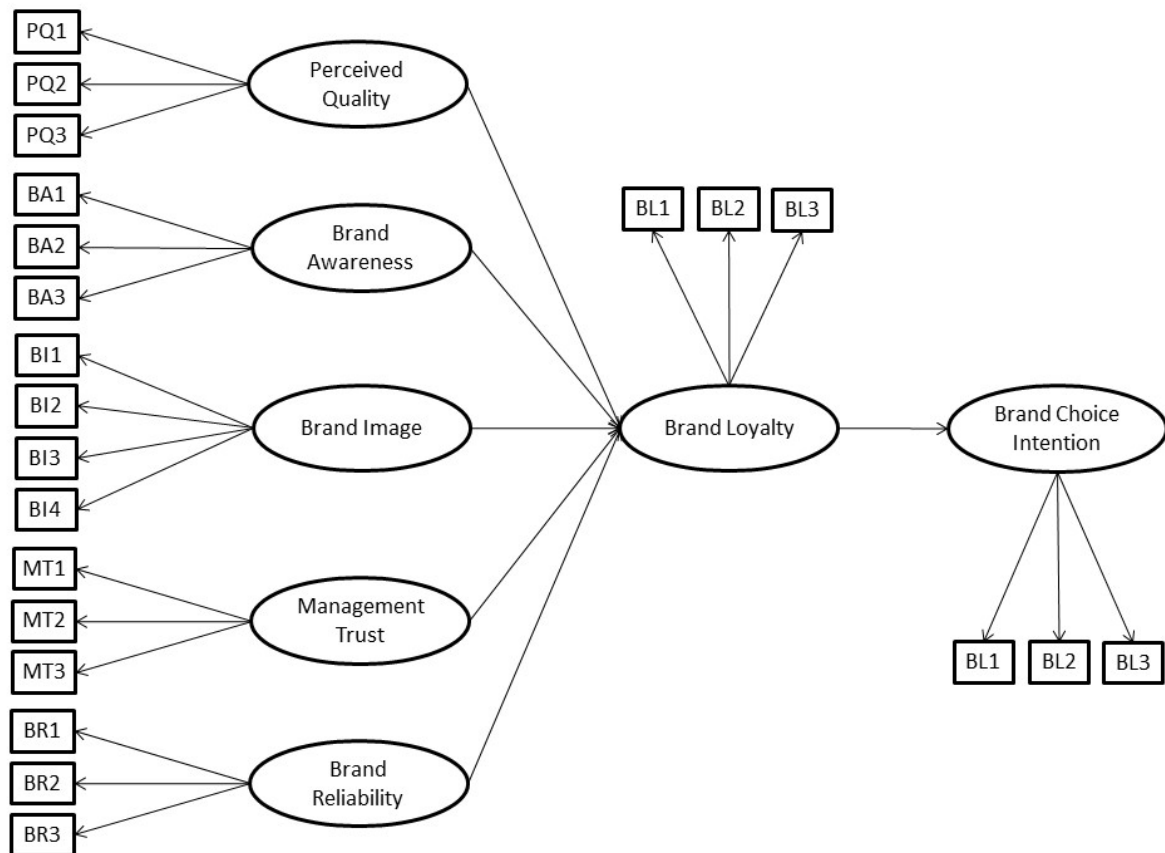 PQ1
PQ2
PQ3
Perceived
Quality
BA1
BA2
BA3
Brand
Awareness
BI1
BI2
BI3
BI4
Brand Image
MT1
MT2
MT3
Management
Trust
BR1
BR2
BR3
Brand
Reliability
BL1
BL2
BL3
Brand Loyalty
Brand Choice
Intention
BL1
BL2
BL3